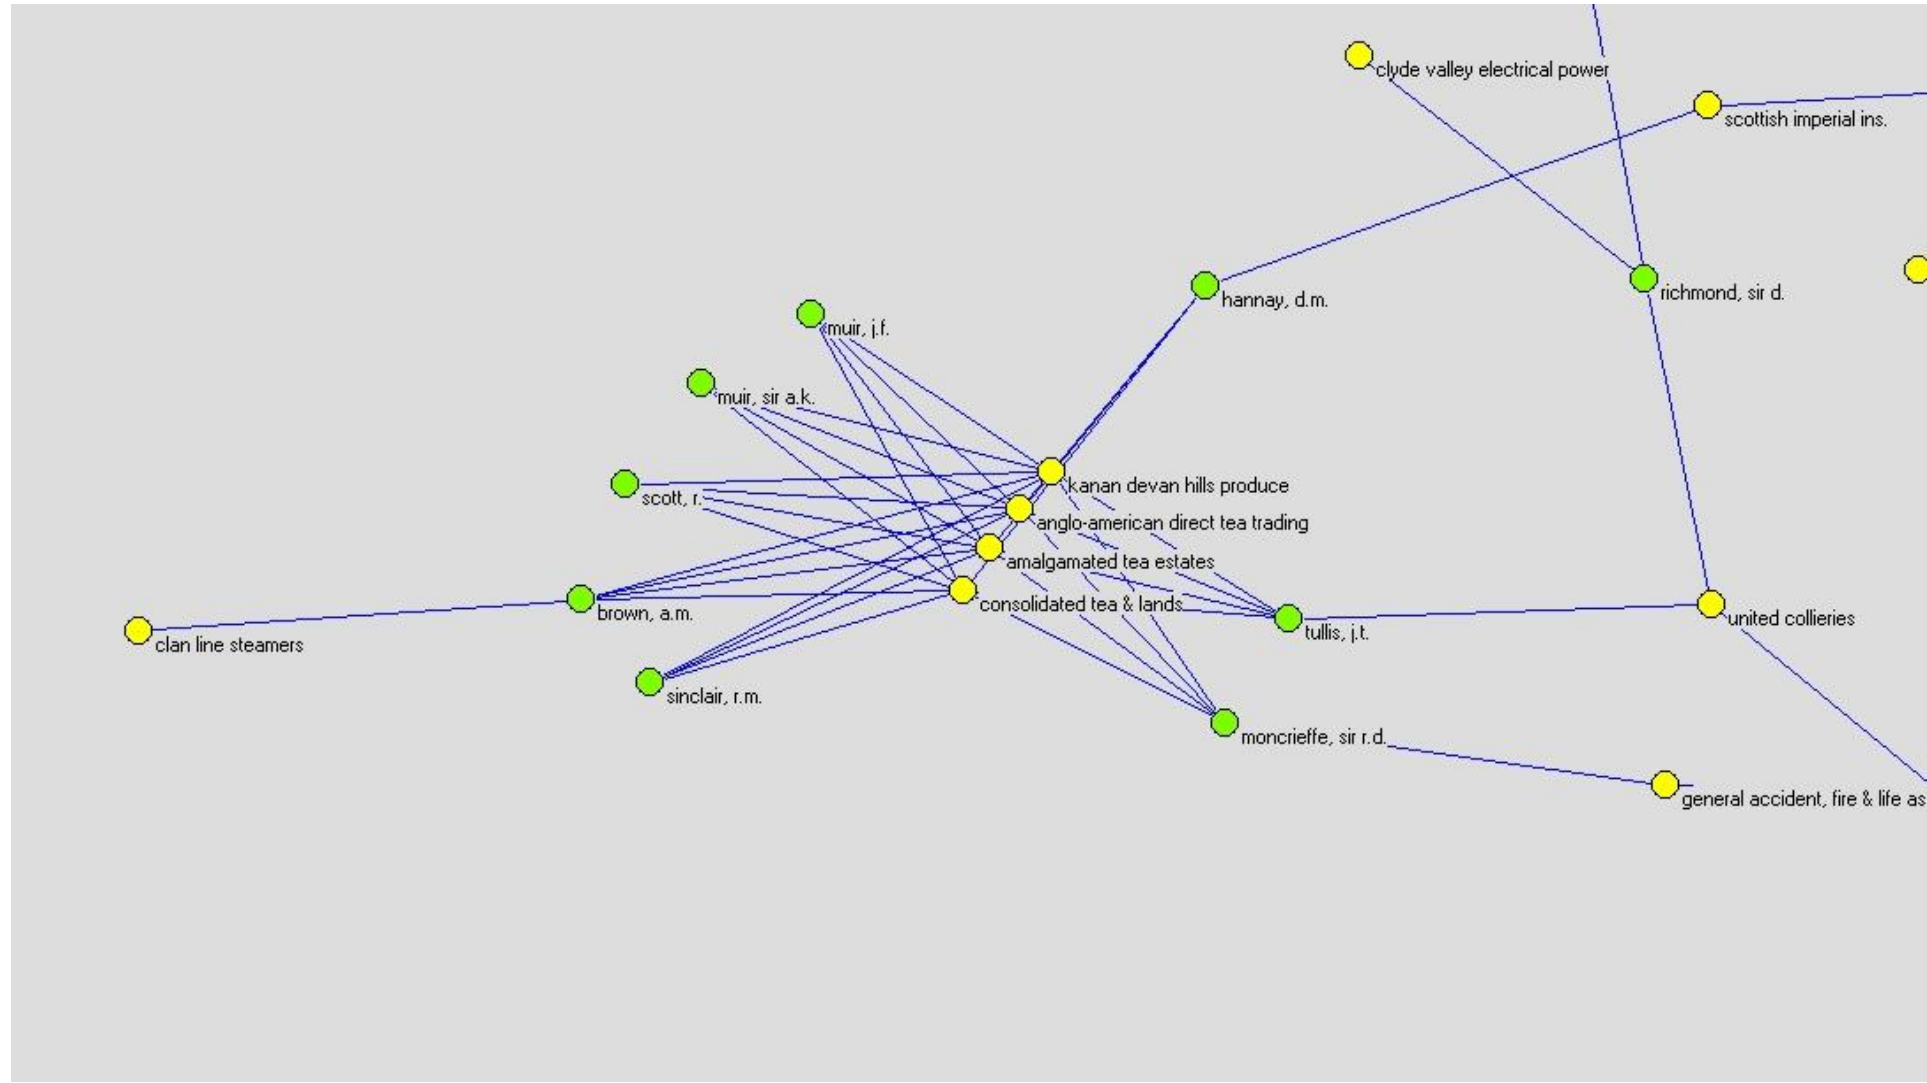 clyde valley electrical power
scottish imperial ins.
richmond, sir d.
hannay, d.m.
muir, j.f.
muir, sir a.k.
kanan devan hills produce
scott, r.
anglo-american direct tea trading
amalgamated tea estates
consolidated tea & lands
brown, a.m.
united collieries
tullis, j.t.
clan line steamers
sinclair, r.m.
moncrieffe, sir r.d.
general accident, fire & life as